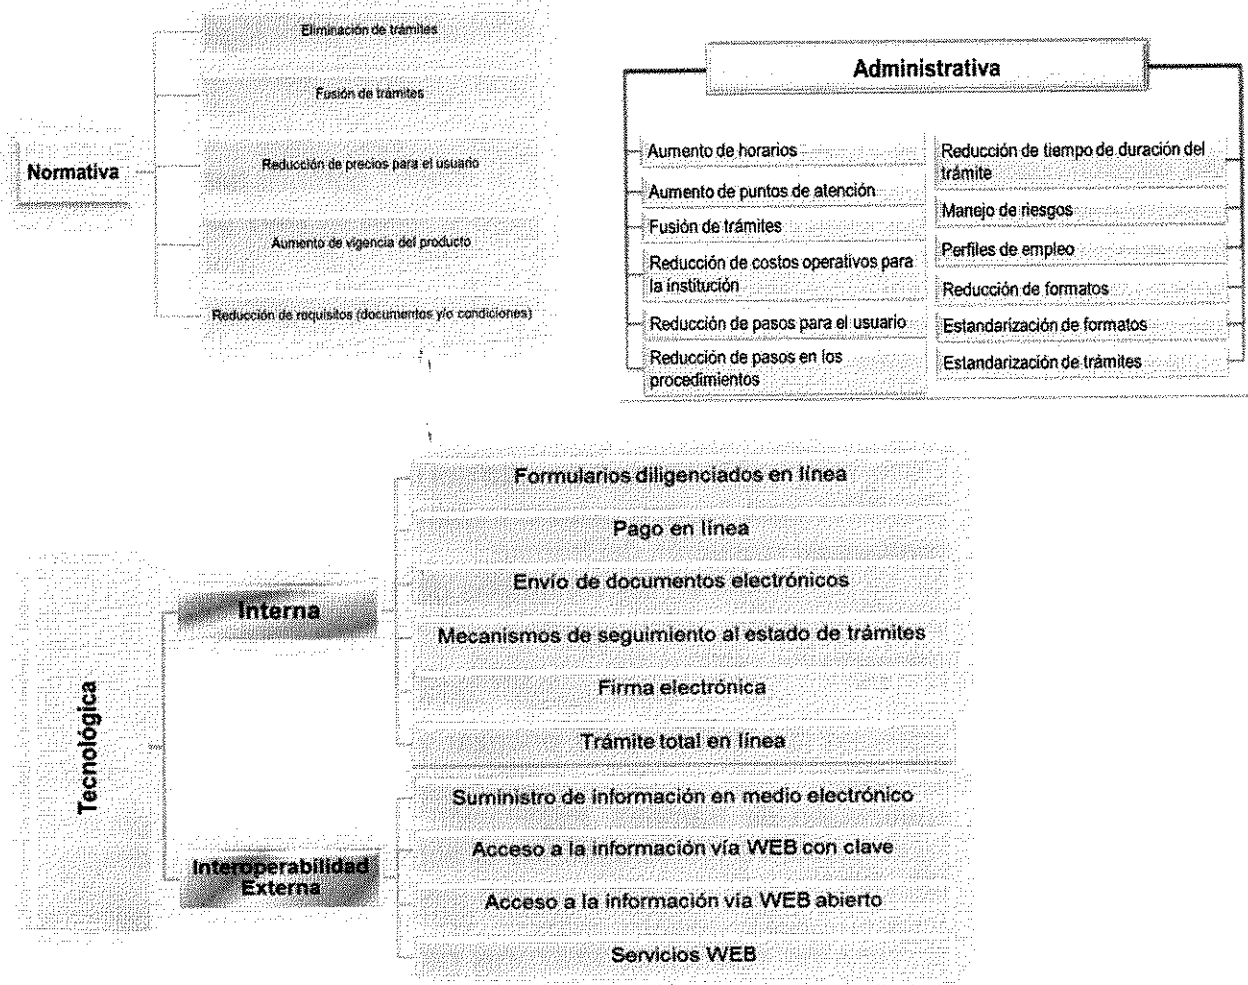 Eliminación de trámites
Fusión de trámites
Normativa
Reducción de precios para el usuario
Aumento de vigencia del producto
Reducción de requisitos (documentos y/o condiciones)
Administrativa
Aumento de horarios
Aumento de puntos de atención
Fusión de trámites
Reducción de costos operativos para
la institución
Reducción de pasos para el usuario
Reducción de pasos en los
procedimientos
Reducción de tiempo de duración del
trámite
Manejo de riesgos
Perfiles de empleo
Reducción de formatos
Estandarización de formatos
Estandarización de trámites
Tecnológica
Interna
Formularios diligenciados en línea
Pago en línea
Envío de documentos electrónicos
Mecanismos de seguimiento al estado de trámites
Firma electrónica
Trámite total en línea
Interoperabilidad
Externa
Suministro de información en medio electrónico
Acceso a la información vía WEB con clave
Acceso a la información vía WEB abierto
Servicios WEB